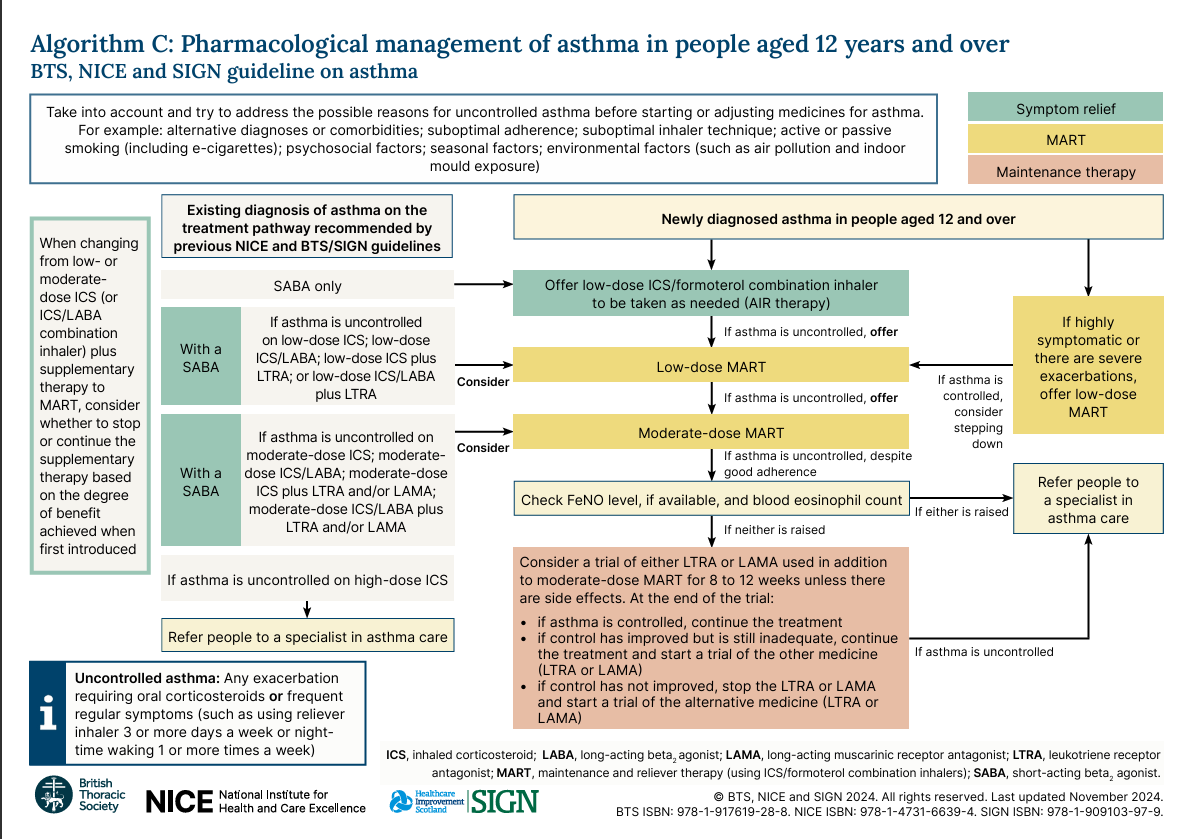 Algorithm C: Pharmacological management of asthma in people aged 12 years and over
BTS, NICE and SIGN guideline on asthma
Take into account and try to address the possible reasons for uncontrolled asthma before starting or adjusting medicines for asthma.
For example: alternative diagnoses or comorbidities; suboptimal adherence; suboptimal inhaler technique; active or passive
smoking (including e-cigarettes); psychosocial factors; seasonal factors; environmental factors (such as air pollution and indoor
mould exposure)
Symptom relief
MART
Maintenance therapy
When changing
from low- or
moderate-
dose ICS (or
ICS/LABA
combination
inhaler) plus
supplementary
therapy to
MART, consider
whether to stop
or continue the
supplementary
therapy based
on the degree
of benefit
achieved when
first introduced
Existing diagnosis of asthma on the
treatment pathway recommended by
previous NICE and BTS/SIGN guidelines
SABA only
With a
SABA
If asthma is uncontrolled
on low-dose ICS; low-dose
ICS/LABA; low-dose ICS plus
LTRA; or low-dose ICS/LABA
plus LTRA
Consider
With a
SABA
If asthma is uncontrolled on
moderate-dose ICS; moderate-
dose ICS/LABA; moderate-dose
ICS plus LTRA and/or LAMA;
moderate-dose ICS/LABA plus
LTRA and/or LAMA
Consider
If asthma is uncontrolled on high-dose ICS
Refer people to a specialist in asthma care
Newly diagnosed asthma in people aged 12 and over
Offer low-dose ICS/formoterol combination inhaler
to be taken as needed (AIR therapy)
If asthma is uncontrolled, offer
Low-dose MART
If asthma is uncontrolled, offer
Moderate-dose MART
If asthma is uncontrolled, despite
good adherence
Check FeNO level, if available, and blood eosinophil count
If neither is raised
Consider a trial of either LTRA or LAMA used in addition
to moderate-dose MART for 8 to 12 weeks unless there
are side effects. At the end of the trial:
• if asthma is controlled, continue the treatment
• if control has improved but is still inadequate, continue
the treatment and start a trial of the other medicine
(LTRA or LAMA)
• if control has not improved, stop the LTRA or LAMA
and start a trial of the alternative medicine (LTRA or
LAMA)
If highly
symptomatic or
there are severe
exacerbations,
offer low-dose
MART
If asthma is
controlled,
consider
stepping
down
If either is raised
Refer people to
a specialist in
asthma care
If asthma is uncontrolled
i
Uncontrolled asthma: Any exacerbation
requiring oral corticosteroids or frequent
regular symptoms (such as using reliever
inhaler 3 or more days a week or night-
time waking 1 or more times a week)
ICS, inhaled corticosteroid; LABA, long-acting beta₂ agonist; LAMA, long-acting muscarinic receptor antagonist; LTRA, leukotriene receptor
antagonist; MART, maintenance and reliever therapy (using ICS/formoterol combination inhalers); SABA, short-acting beta₂ agonist.
British
Thoracic
Society
NICE National Institute for
Health and Care Excellence
Healthcare
Improvement
Scotland
SIGN
© BTS, NICE and SIGN 2024. All rights reserved. Last updated November 2024.
BTS ISBN: 978-1-917619-28-8. NICE ISBN: 978-1-4731-6639-4. SIGN ISBN: 978-1-909103-97-9.